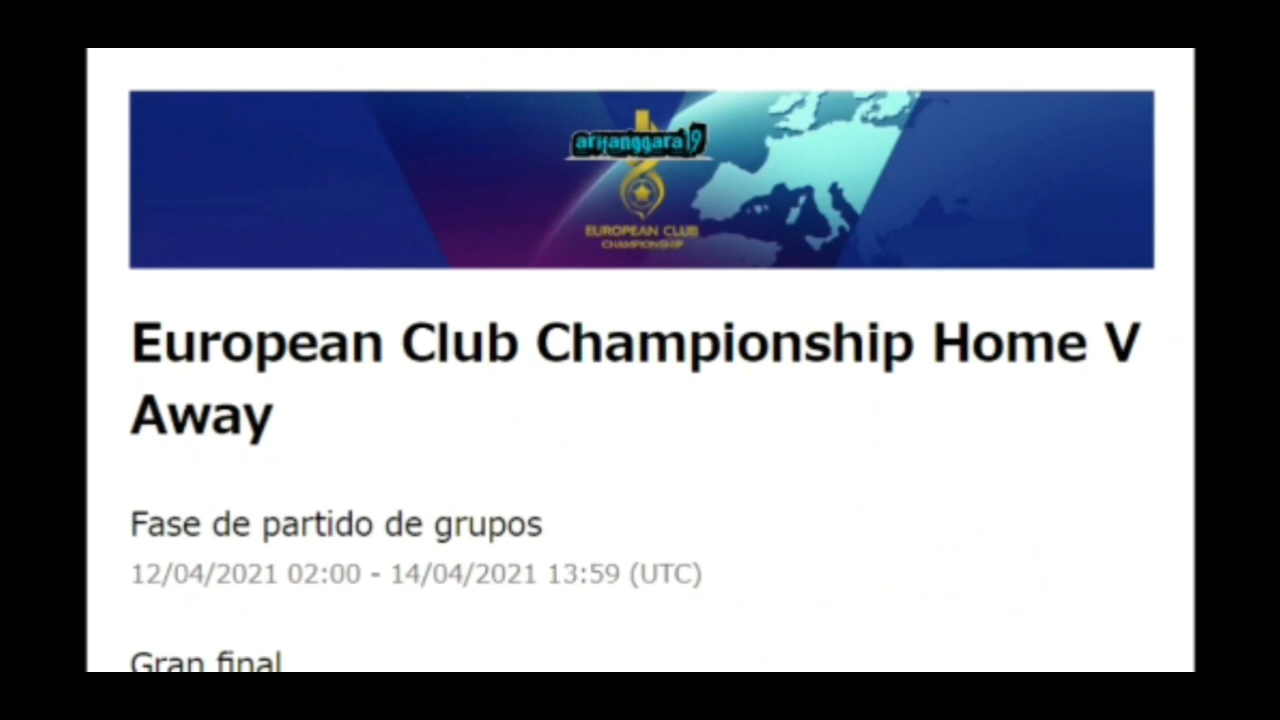 arijanggara19
EUROPEAN CLUB
CHAMPIONSHIP
European Club Championship Home V
Away
Fase de partido de grupos
12/04/2021 02:00 - 14/04/2021 13:59 (UTC)
Gran final